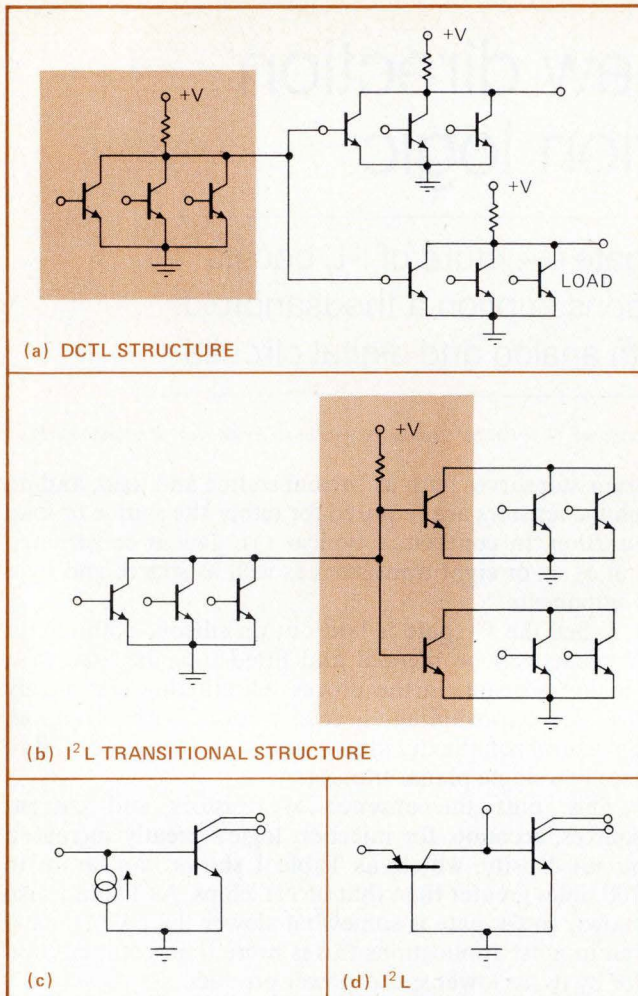 +V
+V
+V
LOAD
(a) DCTL STRUCTURE
+V
(b) I²L TRANSITIONAL STRUCTURE
(c)
(d) I²L